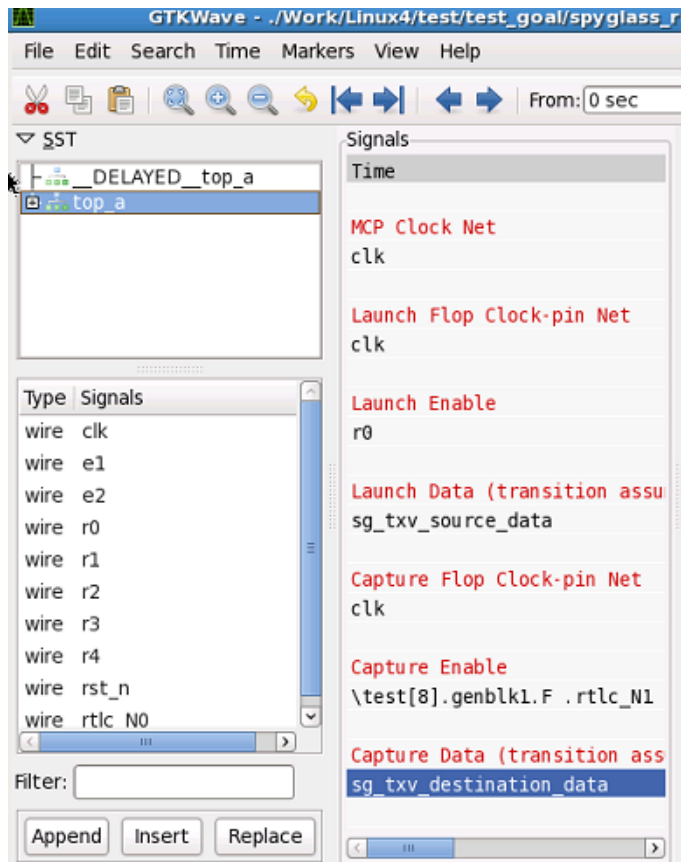 GTKWave - ./Work/Linux4/test/test_goal/spyglass_r
File Edit Search Time Markers View Help
From: 0 sec
SST
__DELAYED__top_a
top_a
Type Signals
wire clk
wire e1
wire e2
wire r0
wire r1
wire r2
wire r3
wire r4
wire rst_n
wire rtlc_N0
Filter:
Append Insert Replace
Signals
Time
MCP Clock Net
clk
Launch Flop Clock-pin Net
clk
Launch Enable
r0
Launch Data (transition assu
sg_txv_source_data
Capture Flop Clock-pin Net
clk
Capture Enable
\test[8].genblk1.F .rtlc_N1
Capture Data (transition ass
sg_txv_destination_data